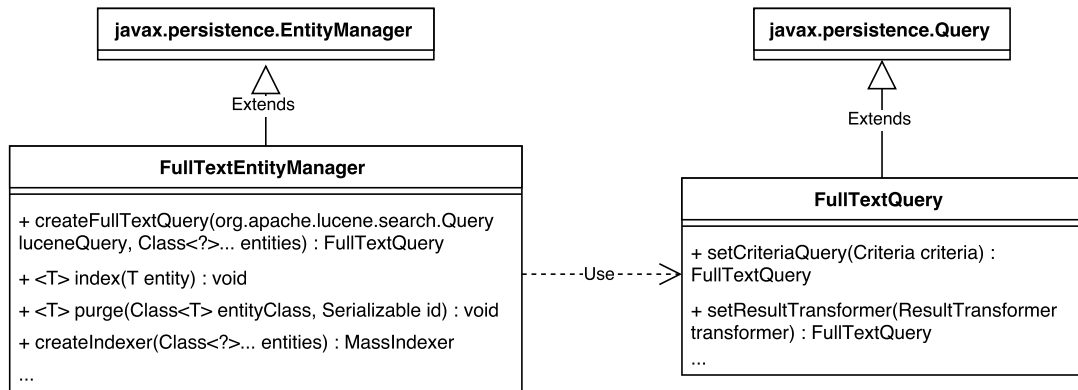 javax.persistence.EntityManager
Extends
FullTextEntityManager
+ createFullTextQuery(org.apache.lucene.search.Query
luceneQuery, Class<?>... entities) : FullTextQuery
+ <T> index(T entity) : void
+ <T> purge(Class<T> entityClass, Serializable id) : void
+ createIndexer(Class<?>... entities) : MassIndexer
...
Use
javax.persistence.Query
Extends
FullTextQuery
+ setCriteriaQuery(Criteria criteria) :
FullTextQuery
+ setResultTransformer(ResultTransformer
transformer) : FullTextQuery
...